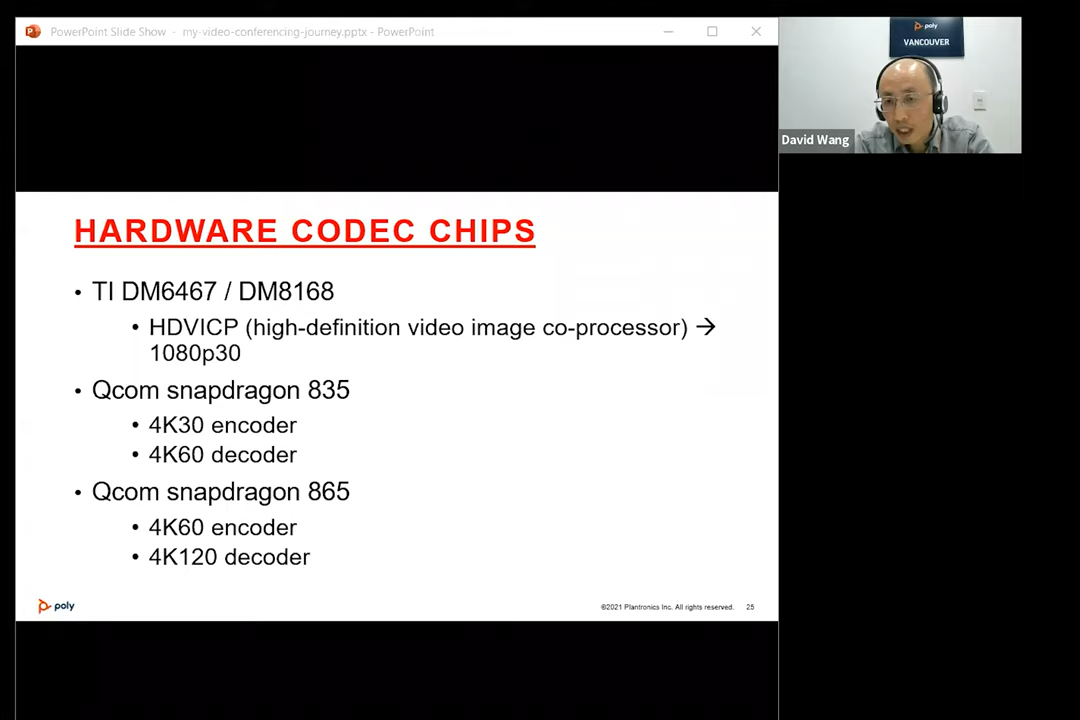 PowerPoint Slide Show - my-video-conferencing-journey.pptx - PowerPoint
poly
VANCOUVER
David Wang
HARDWARE CODEC CHIPS
• TI DM6467 / DM8168
• HDVICP (high-definition video image co-processor) →
1080p30
• Qcom snapdragon 835
• 4K30 encoder
• 4K60 decoder
• Qcom snapdragon 865
• 4K60 encoder
• 4K120 decoder
poly
©2021 Plantronics Inc. All rights reserved. 25